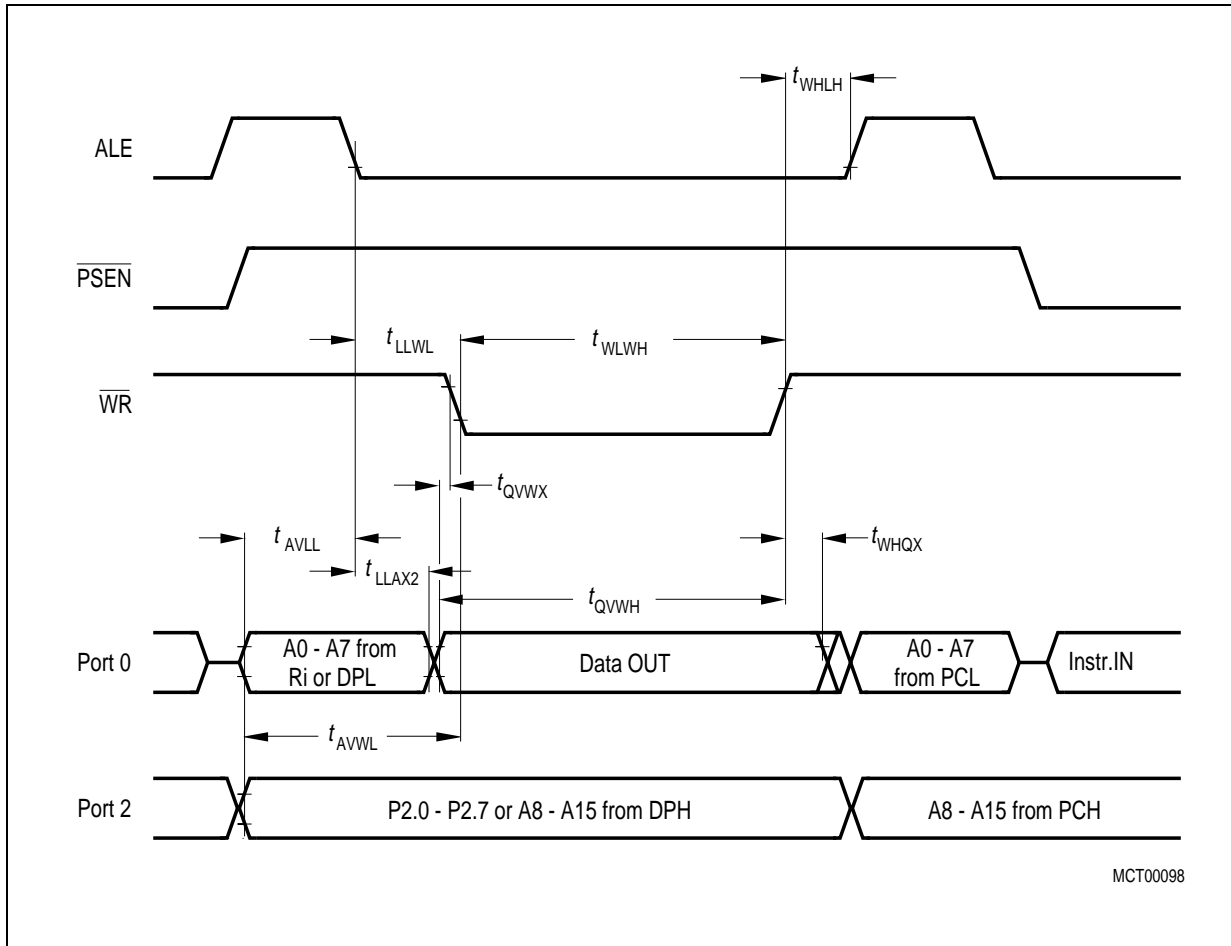 tWHLH
ALE
PSEN
tLLWL
tWLWH
WR
tQVWX
tAVLL
tWHQX
tLLAX2
tQVWH
Port 0
A0 - A7 from
Ri or DPL
Data OUT
A0 - A7
from PCL
Instr.IN
tAVWL
Port 2
P2.0 - P2.7 or A8 - A15 from DPH
A8 - A15 from PCH
MCT00098